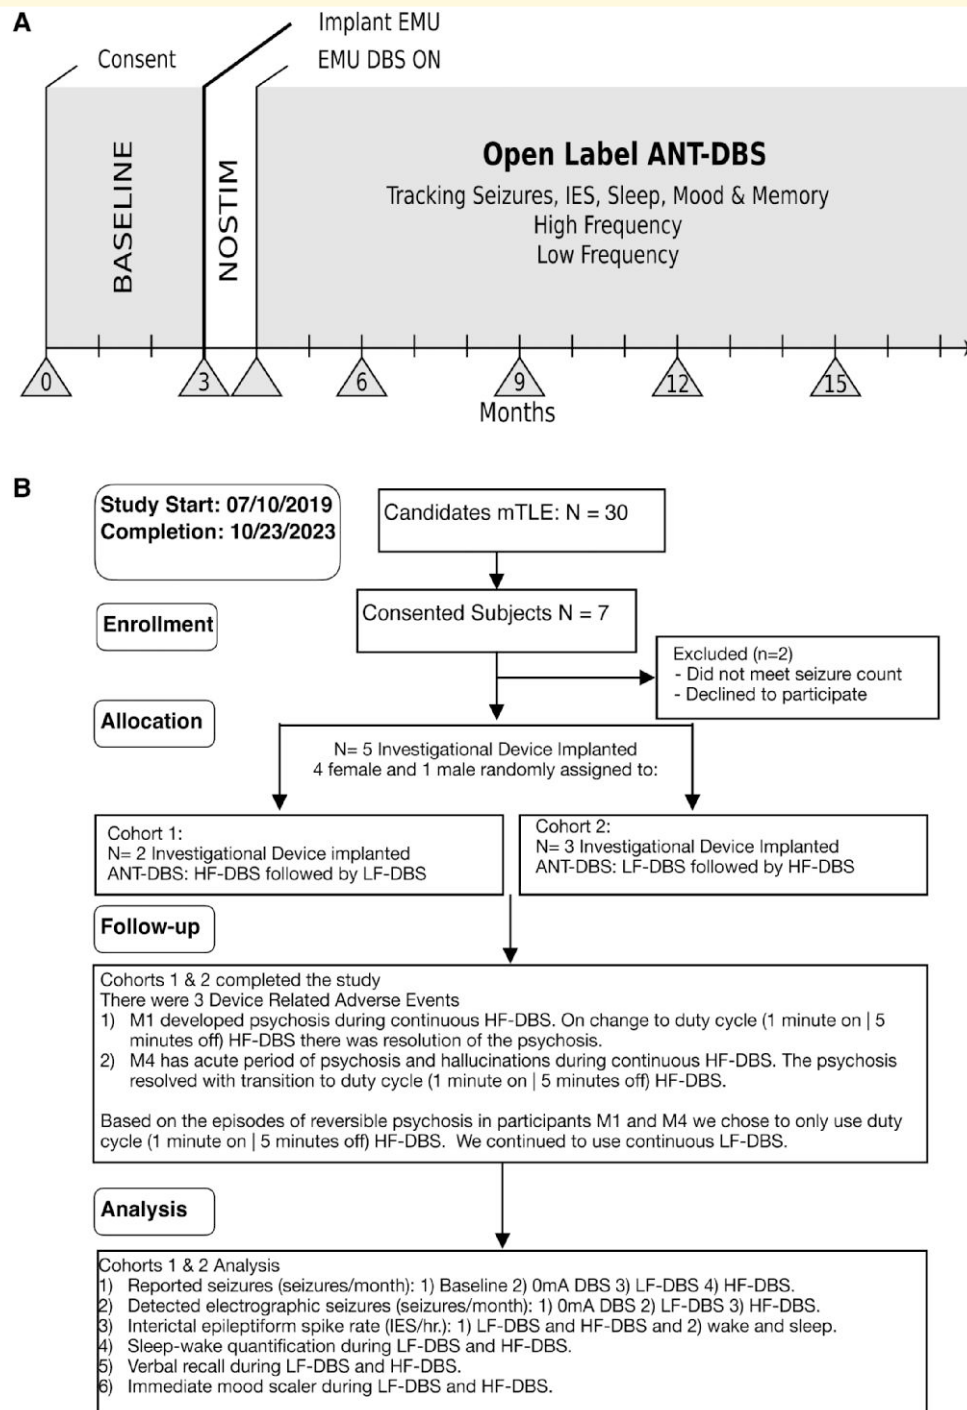 A
Implant EMU
Consent
EMU DBS ON
BASELINE
NOSTIM
Open Label ANT-DBS
Tracking Seizures, IES, Sleep, Mood & Memory
High Frequency
Low Frequency
0
3
6
9
12
15
Months
B
Study Start: 07/10/2019
Completion: 10/23/2023
Candidates mTLE: N = 30
Enrollment
Consented Subjects N = 7
Excluded (n=2)
- Did not meet seizure count
- Declined to participate
Allocation
N= 5 Investigational Device Implanted
4 female and 1 male randomly assigned to:
Cohort 1:
N= 2 Investigational Device implanted
ANT-DBS: HF-DBS followed by LF-DBS
Cohort 2:
N= 3 Investigational Device Implanted
ANT-DBS: LF-DBS followed by HF-DBS
Follow-up
Cohorts 1 & 2 completed the study
There were 3 Device Related Adverse Events
1) M1 developed psychosis during continuous HF-DBS. On change to duty cycle (1 minute on | 5
minutes off) HF-DBS there was resolution of the psychosis.
2) M4 has acute period of psychosis and hallucinations during continuous HF-DBS. The psychosis
resolved with transition to duty cycle (1 minute on | 5 minutes off) HF-DBS.
Based on the episodes of reversible psychosis in participants M1 and M4 we chose to only use duty
cycle (1 minute on | 5 minutes off) HF-DBS. We continued to use continuous LF-DBS.
Analysis
Cohorts 1 & 2 Analysis
1) Reported seizures (seizures/month): 1) Baseline 2) 0mA DBS 3) LF-DBS 4) HF-DBS.
2) Detected electrographic seizures (seizures/month): 1) 0mA DBS 2) LF-DBS 3) HF-DBS.
3) Interictal epileptiform spike rate (IES/hr.): 1) LF-DBS and HF-DBS and 2) wake and sleep.
4) Sleep-wake quantification during LF-DBS and HF-DBS.
5) Verbal recall during LF-DBS and HF-DBS.
6) Immediate mood scaler during LF-DBS and HF-DBS.